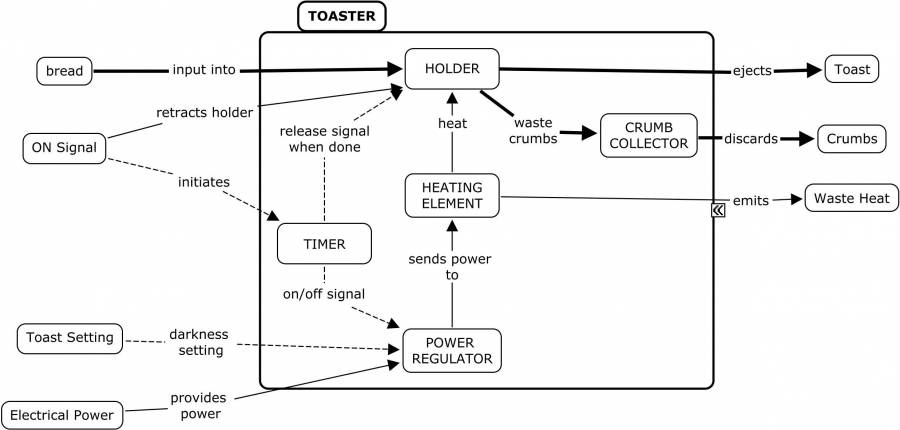 TOASTER
bread
input into
HOLDER
ejects
Toast
retracts holder
ON Signal
release signal
when done
heat
waste
crumbs
CRUMB
COLLECTOR
discards
Crumbs
initiates
HEATING
ELEMENT
emits
Waste Heat
TIMER
sends power
to
on/off signal
Toast Setting
darkness
setting
POWER
REGULATOR
Electrical Power
provides
power